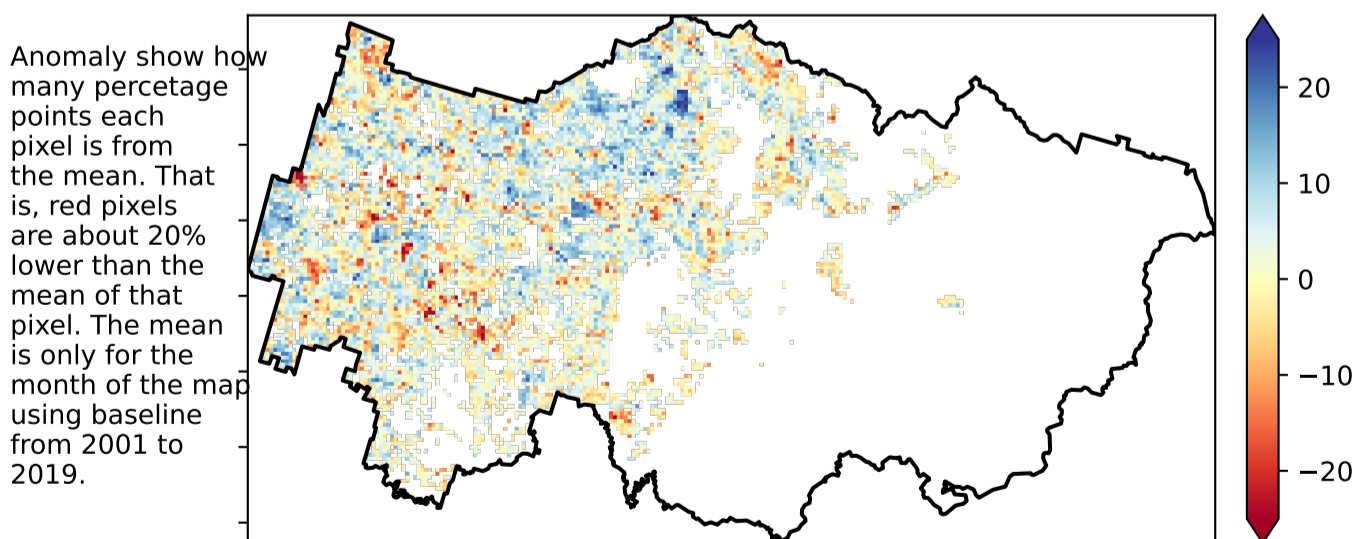 Anomaly show how
many percetage
points each
pixel is from
the mean. That
is, red pixels
are about 20%
lower than the
mean of that
pixel. The mean
is only for the
month of the map
using baseline
from 2001 to
2019.
20
10
0
−10
−20